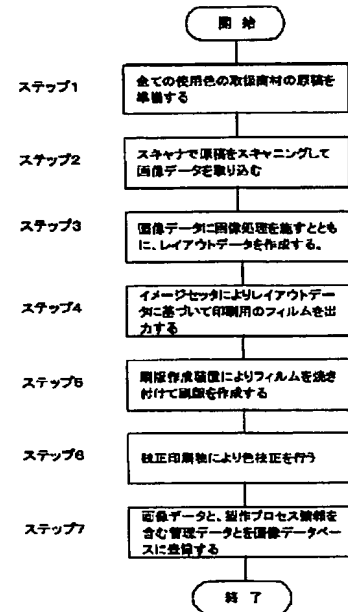 開 始
ステップ1
全ての使用色の取扱商材の原稿を
準備する
ステップ2
スキャナで原稿をスキャニングして
画像データを取り込む
ステップ3
画像データに画像処理を施すととも
に、レイアウトデータを作成する。
ステップ4
イメージセッタによりレイアウトデー
タに基づいて印刷用のフィルムを出
力する
ステップ5
刷版作成装置によりフィルムを焼き
付けて刷版を作成する
ステップ6
校正印刷機により色校正を行う
ステップ7
画像データと、製作プロセス情報を
含む管理データとを画像データベー
スに登録する
終 了